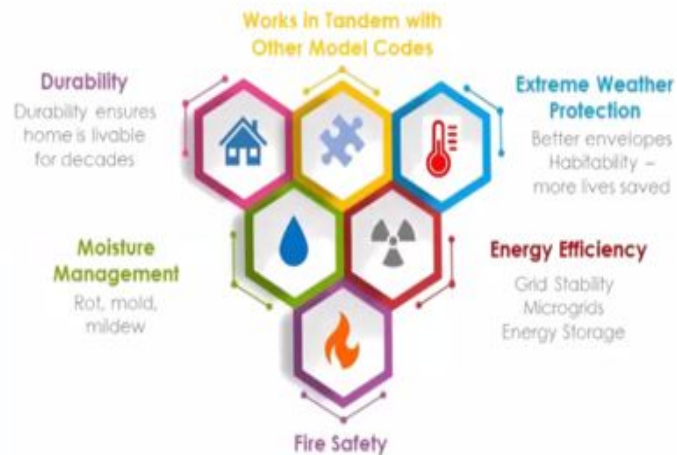 Works in Tandem with
Other Model Codes
Durability
Durability ensures
home is livable
for decades
Extreme Weather
Protection
Better envelopes
Habitability –
more lives saved
Moisture
Management
Rot, mold,
mildew
Energy Efficiency
Grid Stability
Microgrids
Energy Storage
Fire Safety